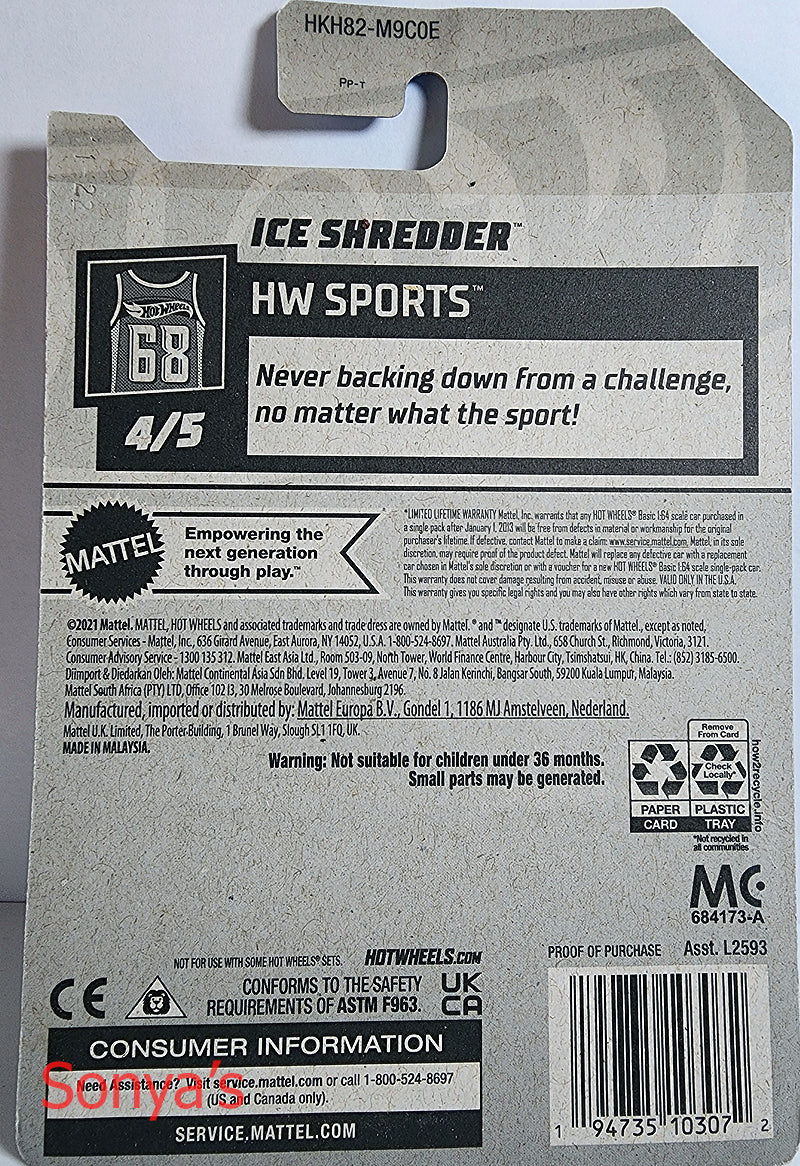 HKH82-M9C0E
PP-T
1 22
ICE SHREDDER™
HOT WHEELS
68
HW SPORTS™
Never backing down from a challenge,
no matter what the sport!
4/5
MATTEL
Empowering the
next generation
through play.™
*LIMITED LIFETIME WARRANTY Mattel, Inc. warrants that any HOT WHEELS® Basic 1:64 scale car purchased in
a single pack after January 1, 2013 will be free from defects in material or workmanship for the original
purchaser's lifetime. If defective, contact Mattel to make a claim: www.service.mattel.com. Mattel, in its sole
discretion, may require proof of the product defect. Mattel will replace any defective car with a replacement
car chosen in Mattel's sole discretion or with a voucher for a new HOT WHEELS® Basic 1:64 scale single-pack car.
This warranty does not cover damage resulting from accident, misuse or abuse. VALID ONLY IN THE U.S.A.
This warranty gives you specific legal rights and you may also have other rights which vary from state to state.
©2021 Mattel. MATTEL, HOT WHEELS and associated trademarks and trade dress are owned by Mattel. ® and ™ designate U.S. trademarks of Mattel., except as noted,
Consumer Services - Mattel, Inc., 636 Girard Avenue, East Aurora, NY 14052, U.S.A. 1-800-524-8697. Mattel Australia Pty. Ltd., 658 Church St., Richmond, Victoria, 3121.
Consumer Advisory Service - 1300 135 312. Mattel East Asia Ltd., Room 503-09, North Tower, World Finance Centre, Harbour City, Tsimshatsui, HK, China. Tel.: (852) 3185-6500.
Diimport & Diedarkan Oleh: Mattel Continental Asia Sdn Bhd. Level 19, Tower 3, Avenue 7, No. 8 Jalan Kerinchi, Bangsar South, 59200 Kuala Lumpur, Malaysia.
Mattel South Africa (PTY) LTD, Office 102 I3, 30 Melrose Boulevard, Johannesburg 2196.
Manufactured, imported or distributed by: Mattel Europa B.V., Gondel 1, 1186 MJ Amstelveen, Nederland.
Mattel U.K. Limited, The Porter Building, 1 Brunel Way, Slough SL1 1FQ, UK.
MADE IN MALAYSIA.
Warning: Not suitable for children under 36 months.
Small parts may be generated.
Remove
From Card
Check
Locally*
PAPER
PLASTIC
CARD
TRAY
how2recycle.info
*Not recycled in
all communities
MC
684173-A
NOT FOR USE WITH SOME HOT WHEELS® SETS.
HOTWHEELS.COM
PROOF OF PURCHASE
Asst. L2593
CE
CONFORMS TO THE SAFETY
REQUIREMENTS OF ASTM F963.
UK
CA
CONSUMER INFORMATION
Need Assistance? Visit service.mattel.com or call 1-800-524-8697
(US and Canada only).
SERVICE.MATTEL.COM
Sonya's
1 94735 10307 2